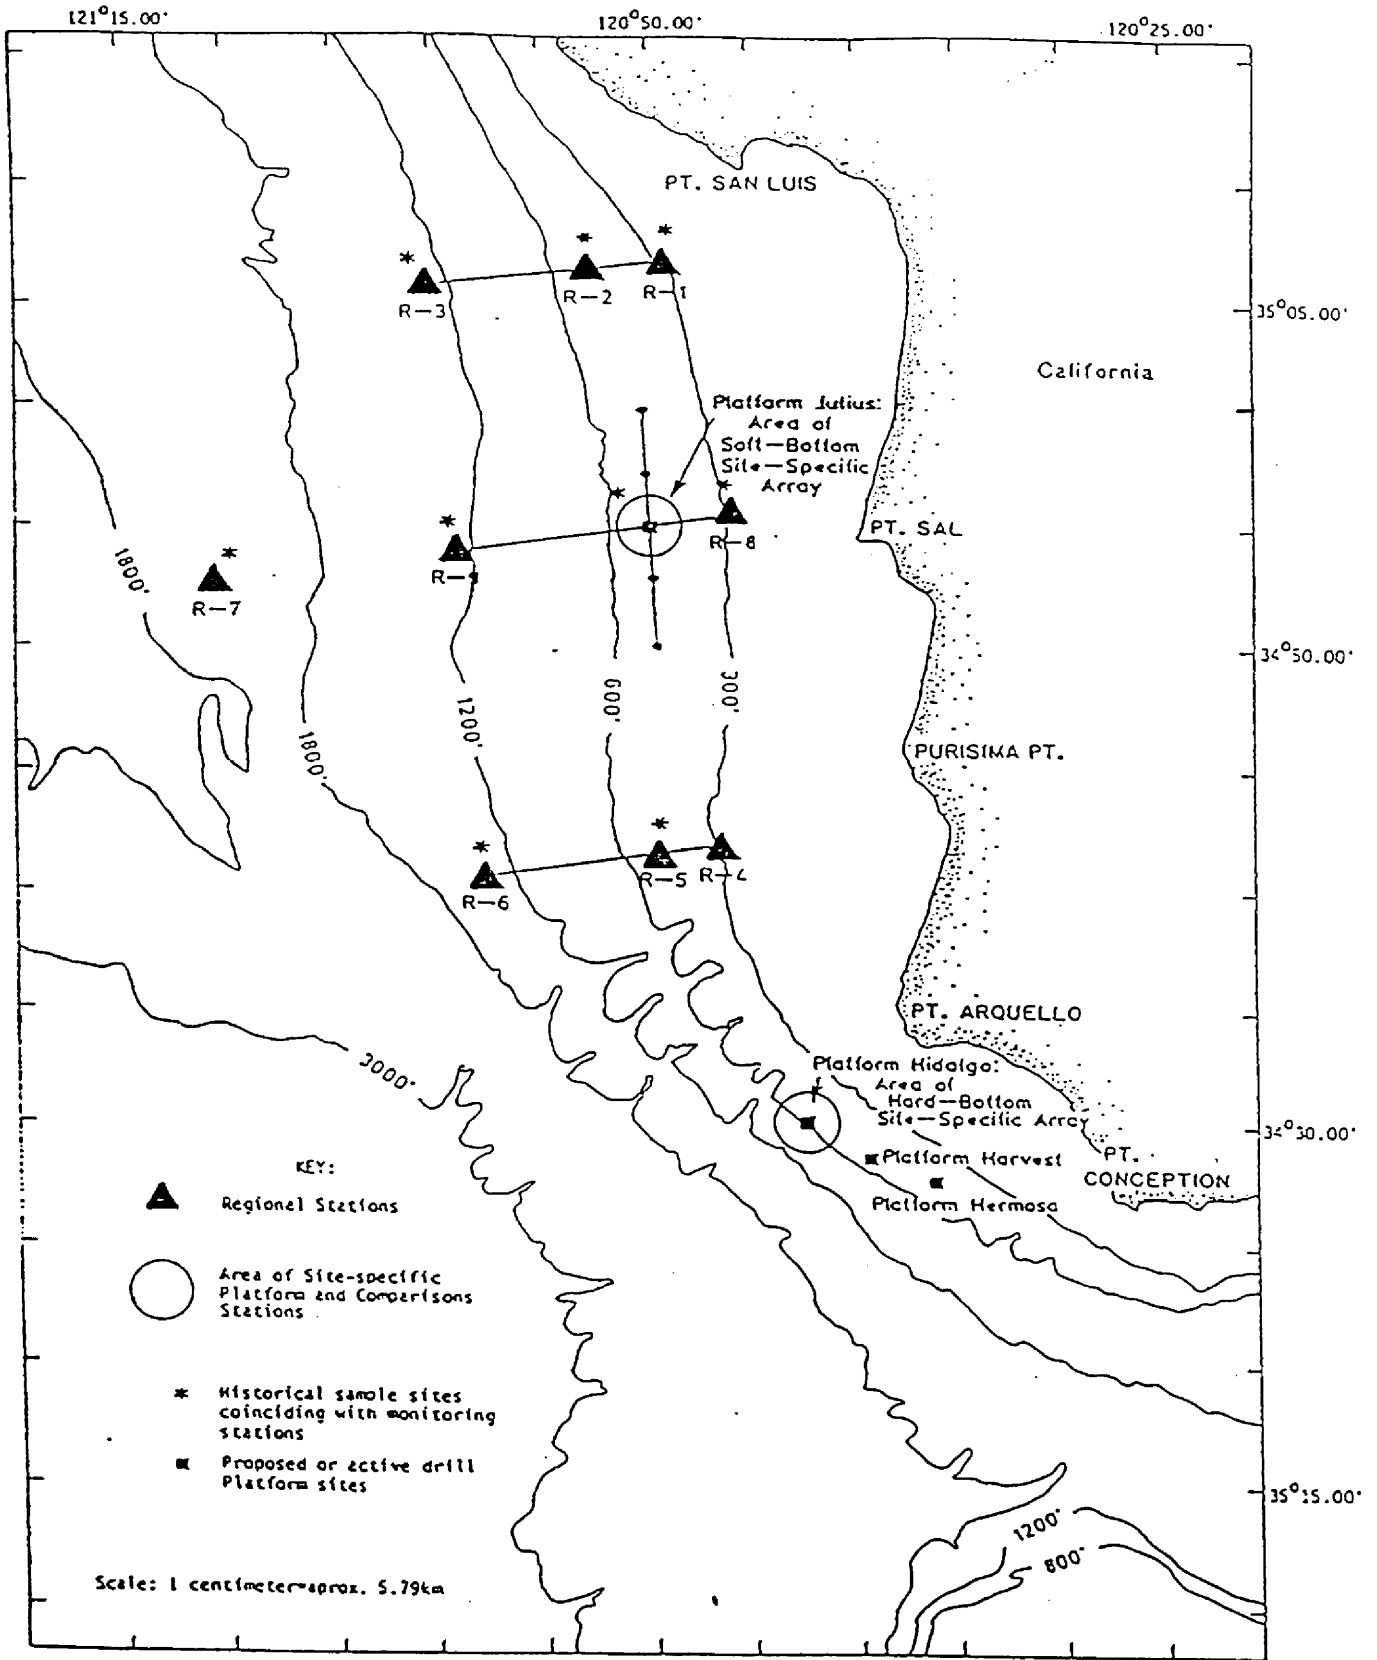 121°15.00'
120°50.00'
120°25.00'
PT. SAN LUIS
R-3
R-2
R-1
35°05.00'
California
Platform Julius:
Area of
Soft-Bottom
Site-Specific
Array
R-8
PT. SAL
1800'
R-7
34°50.00'
1200'
600'
300'
1800'
PURISIMA PT.
R-6
R-5
R-4
PT. ARQUELLO
3000'
Platform Hidalgo:
Area of
Hard-Bottom
Site-Specific Array
34°30.00'
Platform Harvest
PT.
CONCEPTION
Platform Hermosa
KEY:
Regional Stations
Area of Site-specific
Platform and Comparisons
Stations
Historical sample sites
coinciding with monitoring
stations
Proposed or active drill
Platform sites
35°15.00'
1200'
800'
Scale: 1 centimeter=aprox. 5.79km